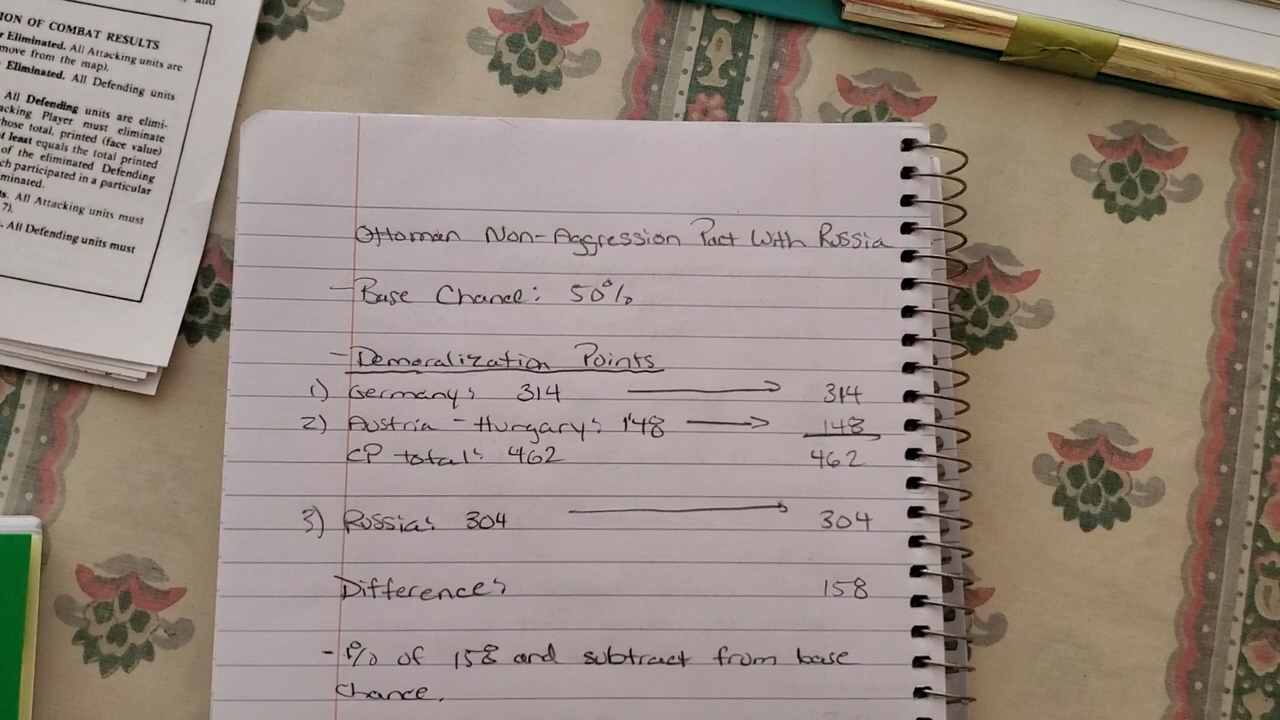 ION OF COMBAT RESULTS
r Eliminated. All Attacking units are
move from the map).
Eliminated. All Defending units
All Defending units are elimi-
acking Player must eliminate
hose total, printed (face value)
t least equals the total printed
of the eliminated Defending
ch participated in a particular
minated.
s. All Attacking units must
7).
. All Defending units must
and
Ottoman Non-Aggression Pact With Russia
- Base Chance: 50%
- Demoralization Points
1) Germany: 314 → 314
2) Austria-Hungary: 148 → 148
CP total: 462 462
3) Russia: 304 → 304
Difference: 158
- % of 158 and subtract from base
chance.